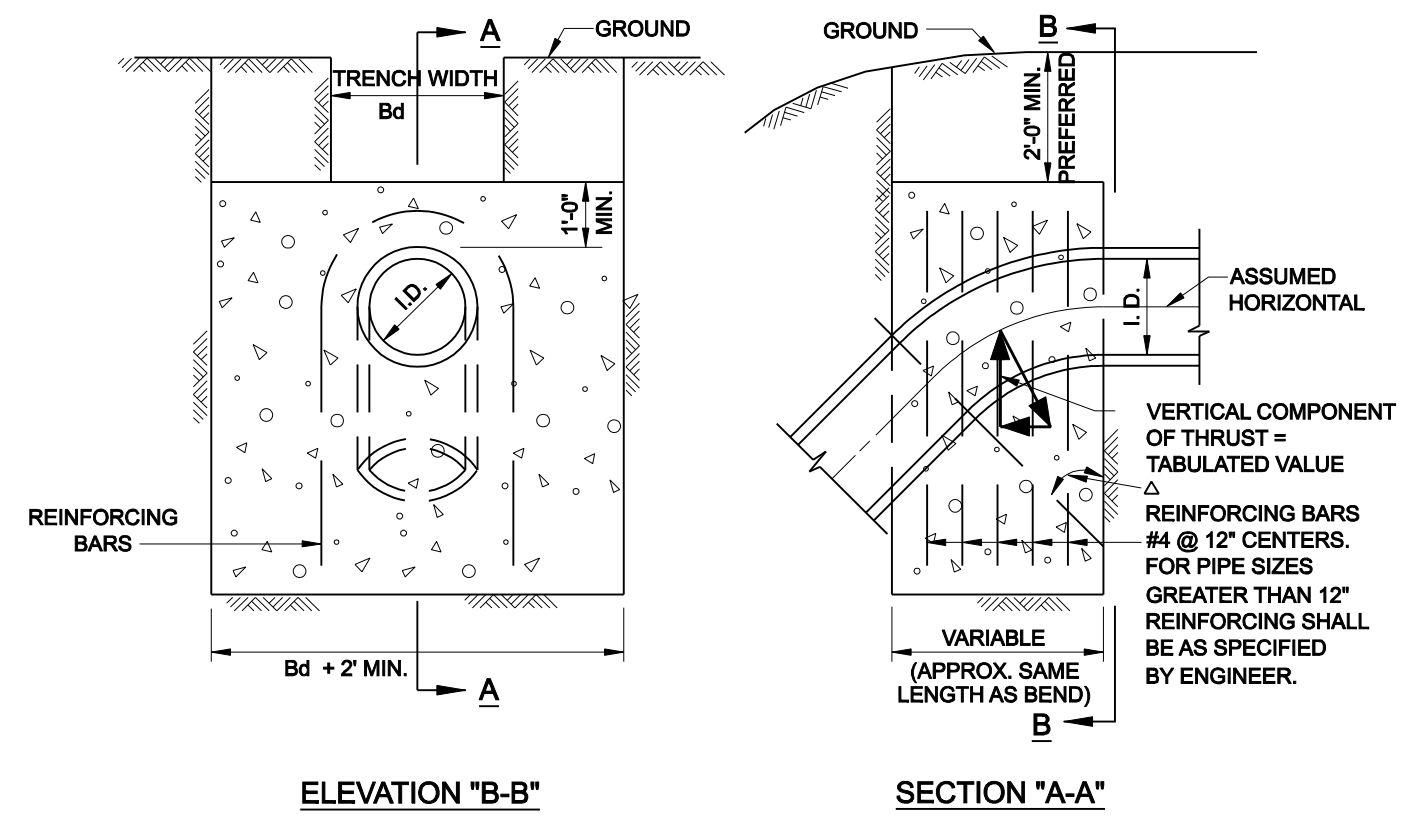 A
GROUND
TRENCH WIDTH
Bd
1'-0"
MIN.
I.D.
REINFORCING
BARS
Bd + 2' MIN.
A
ELEVATION "B-B"
B
GROUND
2'-0" MIN.
PREFERRED
ASSUMED
HORIZONTAL
I. D.
VERTICAL COMPONENT
OF THRUST =
TABULATED VALUE
△
REINFORCING BARS
#4 @ 12" CENTERS.
FOR PIPE SIZES
GREATER THAN 12"
REINFORCING SHALL
BE AS SPECIFIED
BY ENGINEER.
VARIABLE
(APPROX. SAME
LENGTH AS BEND)
B
SECTION "A-A"